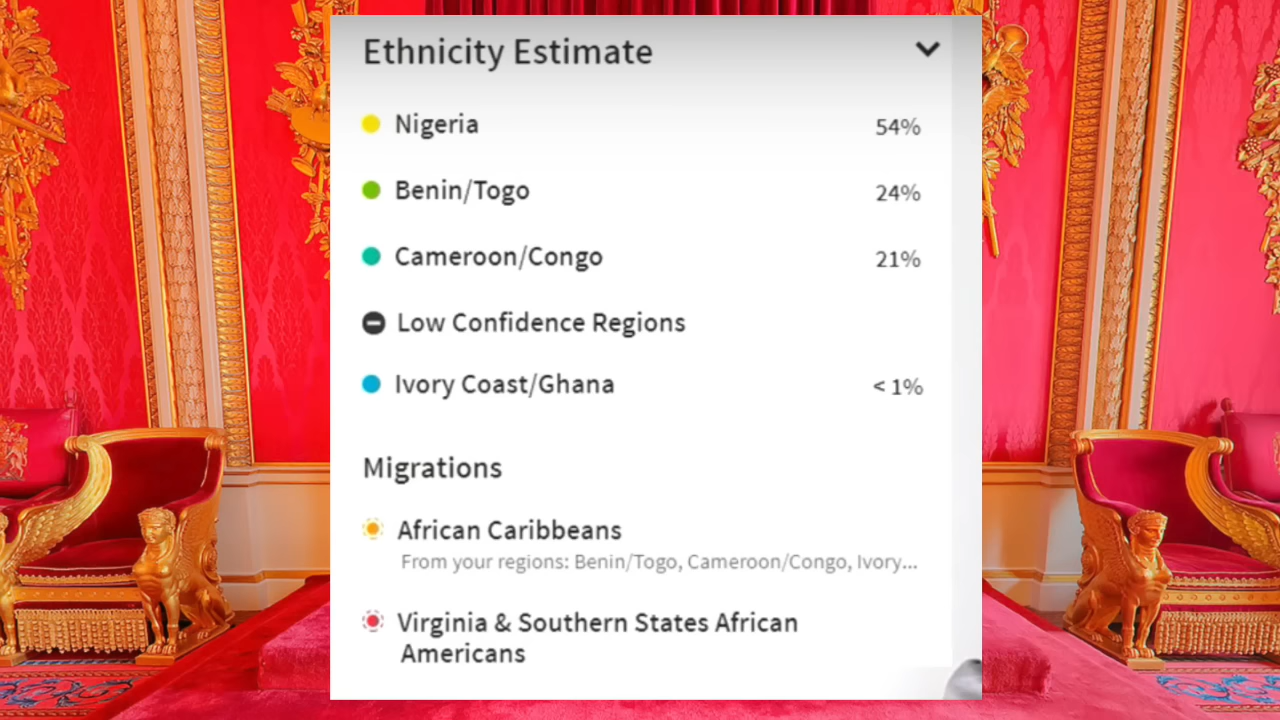 Ethnicity Estimate
Nigeria 54%
Benin/Togo 24%
Cameroon/Congo 21%
Low Confidence Regions
Ivory Coast/Ghana < 1%
Migrations
African Caribbeans
From your regions: Benin/Togo, Cameroon/Congo, Ivory...
Virginia & Southern States African
Americans